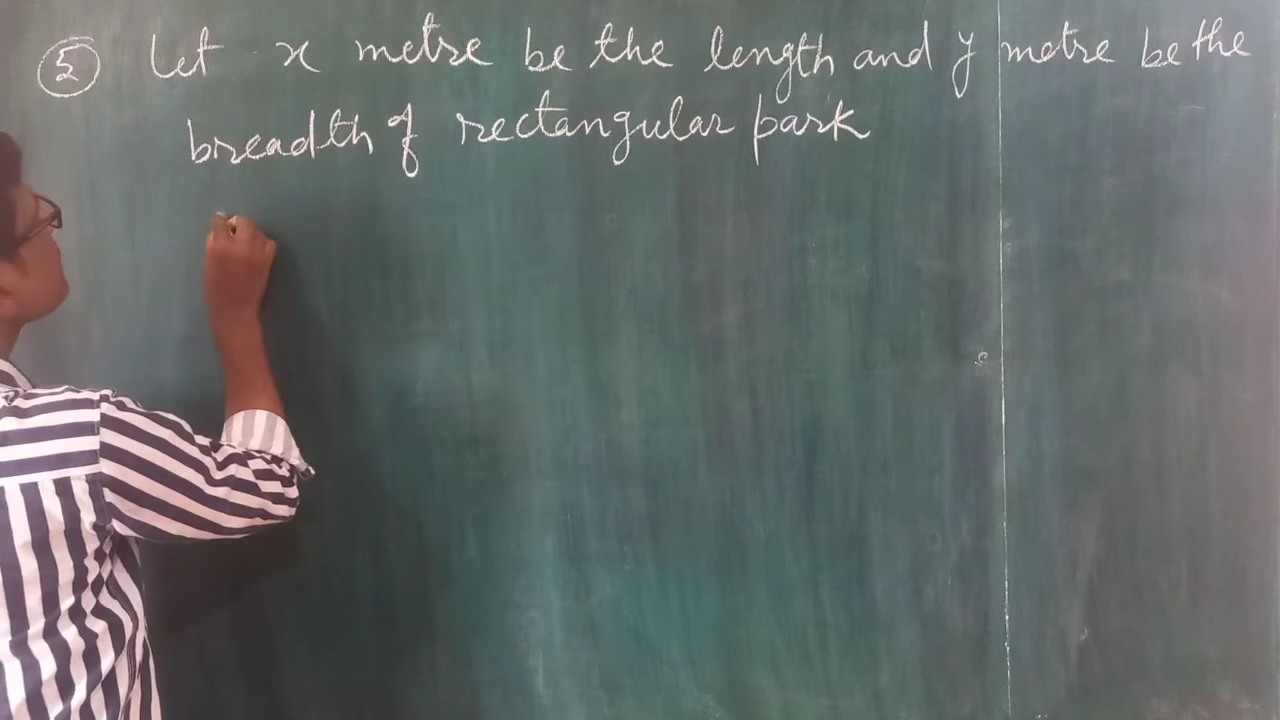 5 Let x metre be the length and y metre be the
breadth of rectangular park